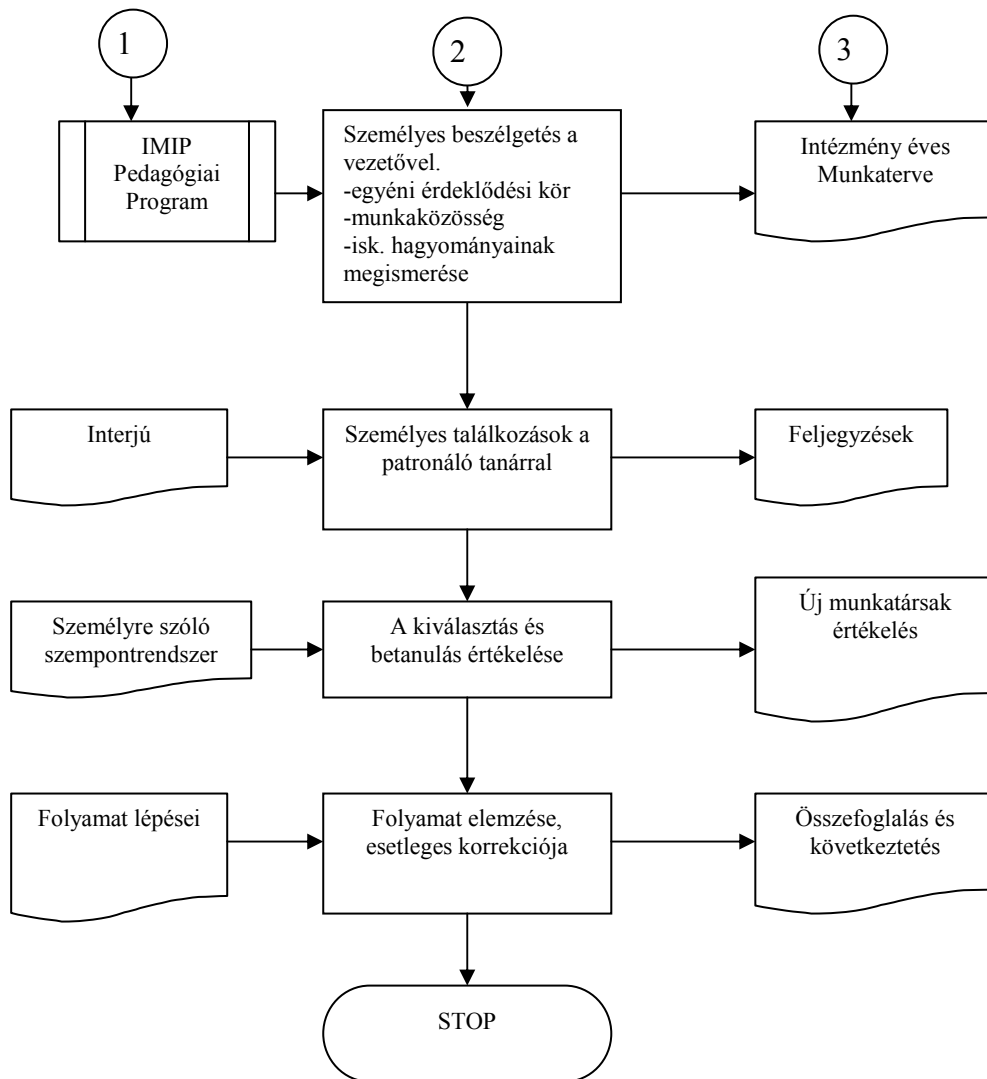 1
2
3
IMIP
Pedagógiai
Program
Személyes beszélgetés a
vezetővel.
-egyéni érdeklődési kör
-munkaközösség
-isk. hagyományainak
megismerése
Intézmény éves
Munkaterve
Interjú
Személyes találkozások a
patronáló tanárral
Feljegyzések
Személyre szóló
szempontrendszer
A kiválasztás és
betanulás értékelése
Új munkatársak
értékelés
Folyamat lépései
Folyamat elemzése,
esetleges korrekciója
Összefoglalás és
következtetés
STOP